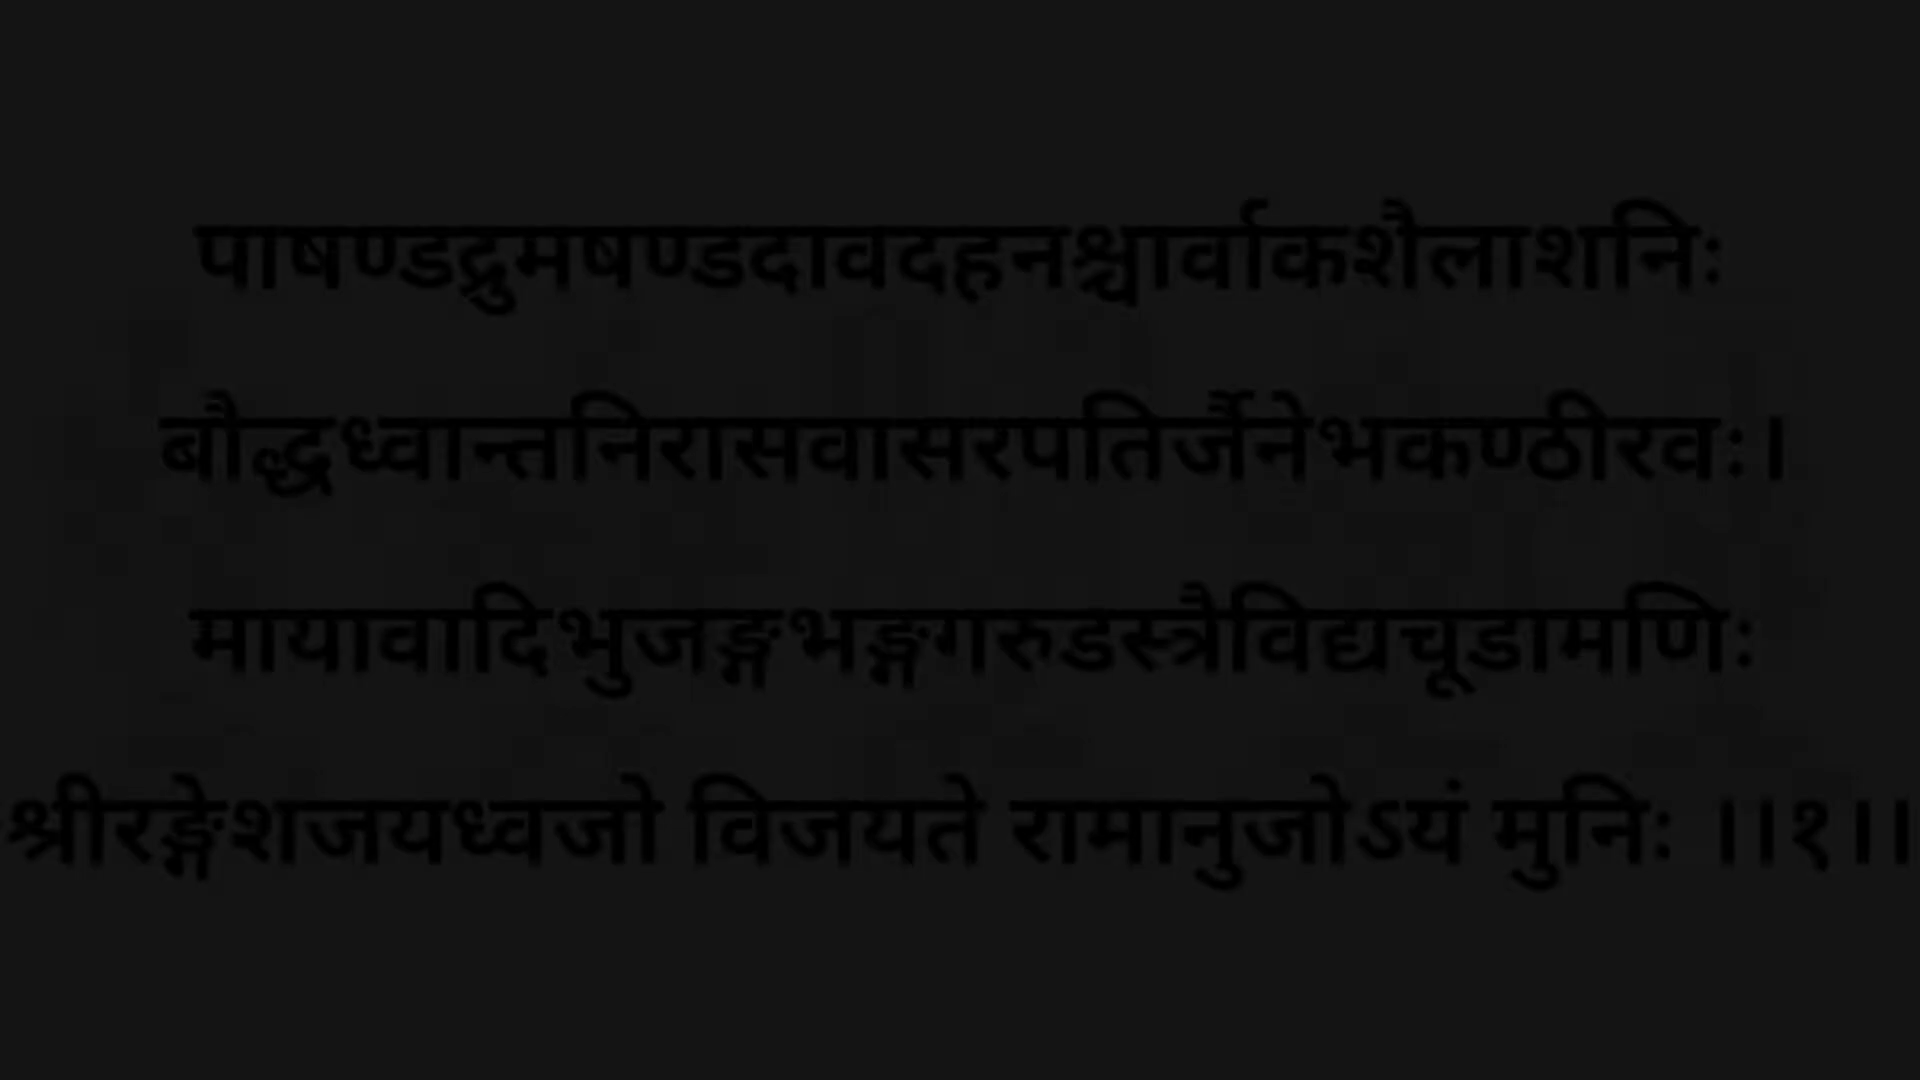 पाषण्डद्रुमषण्डदावदहनश्चार्वाकशैलाशनिः
बौद्धध्वान्तनिरासवासरपतिर्जैनेभकण्ठीरवः।
मायावादिभुजङ्गभङ्गगरुडस्त्रैविद्यचूडामणिः
श्रीरङ्गेशजयध्वजो विजयते रामानुजोऽयं मुनिः ।।१।।